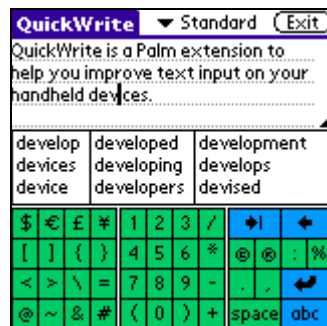 QuickWrite Standard Exit
QuickWrite is a Palm extension to
help you improve text input on your
handheld devices.
develop developed development
devices developing develops
device developers devised
$ € £ ¥ 1 2 3 /
[ ] { } 4 5 6 * © ® : %
< > \ = 7 8 9 - . ,
@ ~ & # ( 0 ) + space abc